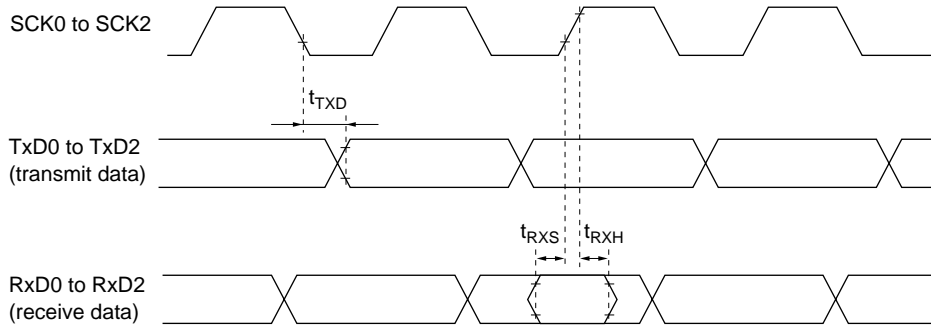 SCK0 to SCK2
tTXD
TxD0 to TxD2
(transmit data)
tRXS
tRXH
RxD0 to RxD2
(receive data)